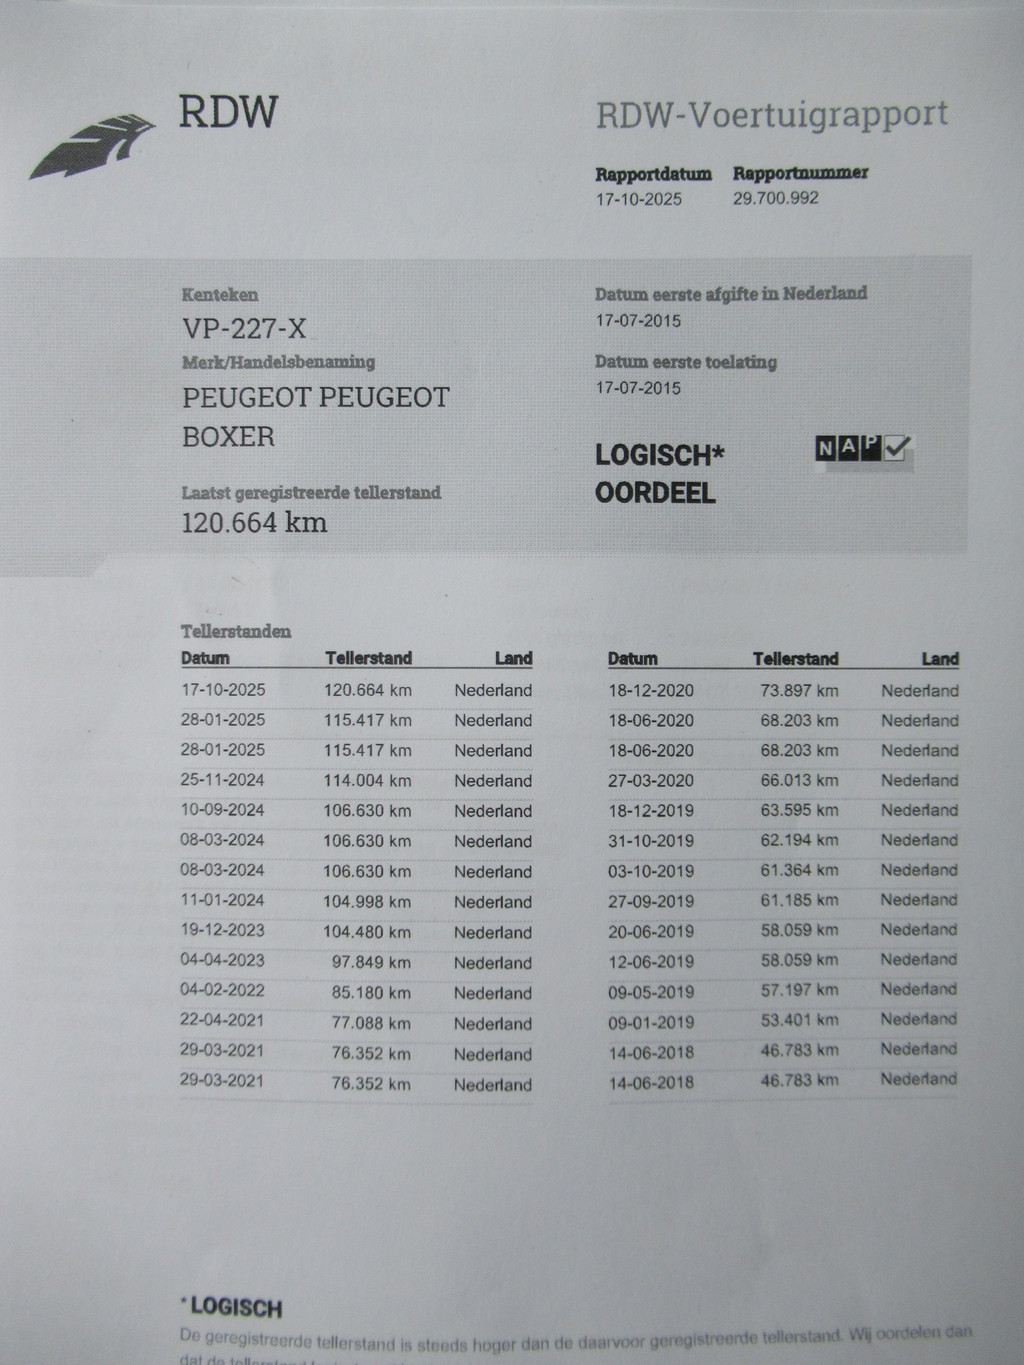 RDW
RDW-Voertuigrapport
Rapportdatum Rapportnummer
17-10-2025 29.700.992
Kenteken
VP-227-X
Merk/Handelsbenaming
PEUGEOT PEUGEOT
BOXER
Laatst geregistreerde tellerstand
120.664 km
Datum eerste afgifte in Nederland
17-07-2015
Datum eerste toelating
17-07-2015
LOGISCH*
OORDEEL
NAP
Tellerstanden
Datum Tellerstand Land
17-10-2025 120.664 km Nederland
28-01-2025 115.417 km Nederland
28-01-2025 115.417 km Nederland
25-11-2024 114.004 km Nederland
10-09-2024 106.630 km Nederland
08-03-2024 106.630 km Nederland
08-03-2024 106.630 km Nederland
11-01-2024 104.998 km Nederland
19-12-2023 104.480 km Nederland
04-04-2023 97.849 km Nederland
04-02-2022 85.180 km Nederland
22-04-2021 77.088 km Nederland
29-03-2021 76.352 km Nederland
29-03-2021 76.352 km Nederland
Datum Tellerstand Land
18-12-2020 73.897 km Nederland
18-06-2020 68.203 km Nederland
18-06-2020 68.203 km Nederland
27-03-2020 66.013 km Nederland
18-12-2019 63.595 km Nederland
31-10-2019 62.194 km Nederland
03-10-2019 61.364 km Nederland
27-09-2019 61.185 km Nederland
20-06-2019 58.059 km Nederland
12-06-2019 58.059 km Nederland
09-05-2019 57.197 km Nederland
09-01-2019 53.401 km Nederland
14-06-2018 46.783 km Nederland
14-06-2018 46.783 km Nederland
*LOGISCH
De geregistreerde tellerstand is steeds hoger dan de daarvoor geregistreerde tellerstand. Wij oordelen dan
dat de